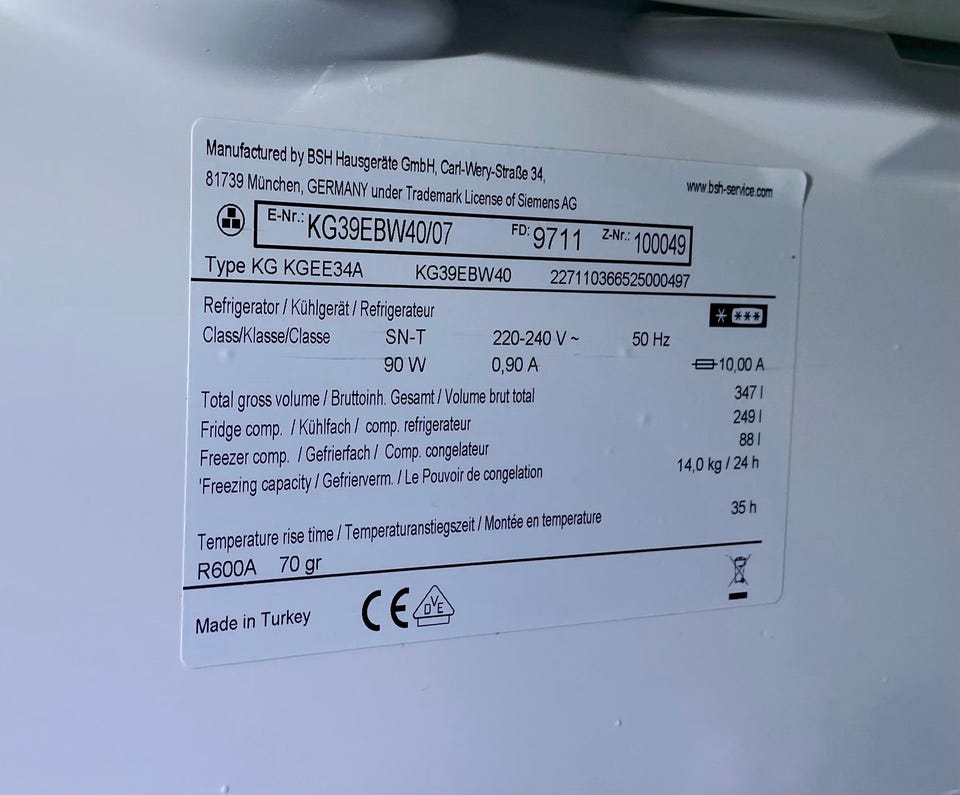 Manufactured by BSH Hausgeräte GmbH, Carl-Wery-Straße 34,
81739 München, GERMANY under Trademark License of Siemens AG
www.bsh-service.com
E-Nr.: KG39EBW40/07 FD: 9711 Z-Nr.: 100049
Type KG KGEE34A KG39EBW40 227110366525000497
Refrigerator / Kühlgerät / Refrigerateur
Class/Klasse/Classe SN-T 220-240 V ~ 50 Hz
90 W 0,90 A 10,00 A
Total gross volume / Bruttoinh. Gesamt / Volume brut total 347 l
Fridge comp. / Kühlfach / comp. refrigerateur 249 l
Freezer comp. / Gefrierfach / Comp. congelateur 88 l
'Freezing capacity / Gefrierverm. / Le Pouvoir de congelation 14,0 kg / 24 h
Temperature rise time / Temperaturanstiegszeit / Montée en temperature 35 h
R600A 70 gr
Made in Turkey CE DVE